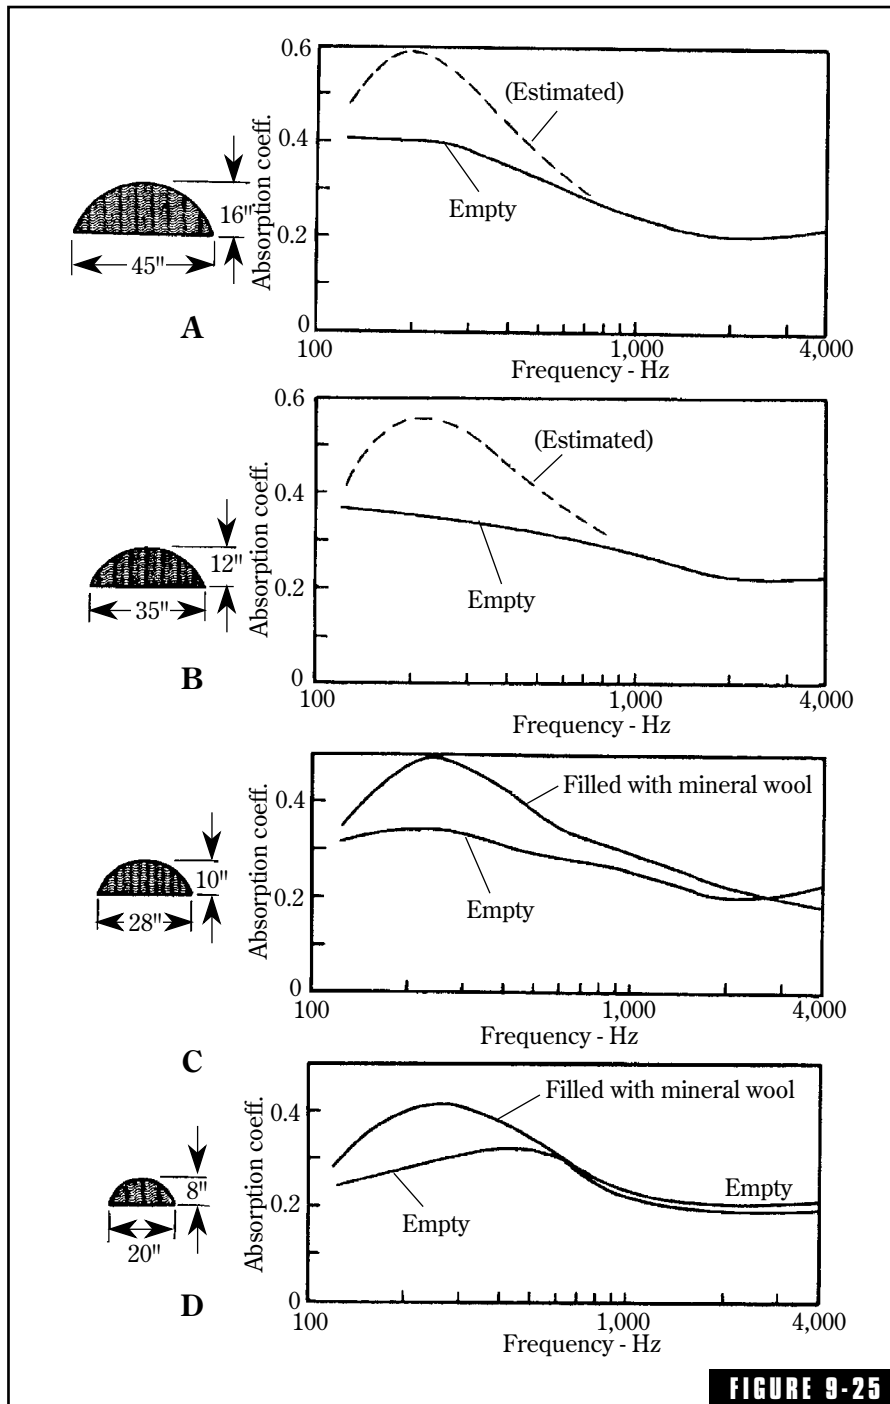 0.6
0.4
0.2
0
Absorption coeff.
(Estimated)
Empty
16"
45"
A
100
1,000
4,000
Frequency - Hz
0.6
0.4
0.2
0
Absorption coeff.
(Estimated)
Empty
12"
35"
B
100
1,000
4,000
Frequency - Hz
0.4
0.2
0
Absorption coeff.
Filled with mineral wool
Empty
10"
28"
C
100
1,000
4,000
Frequency - Hz
0.4
0.2
0
Absorption coeff.
Filled with mineral wool
Empty
Empty
8"
20"
D
100
1,000
4,000
Frequency - Hz
FIGURE 9-25